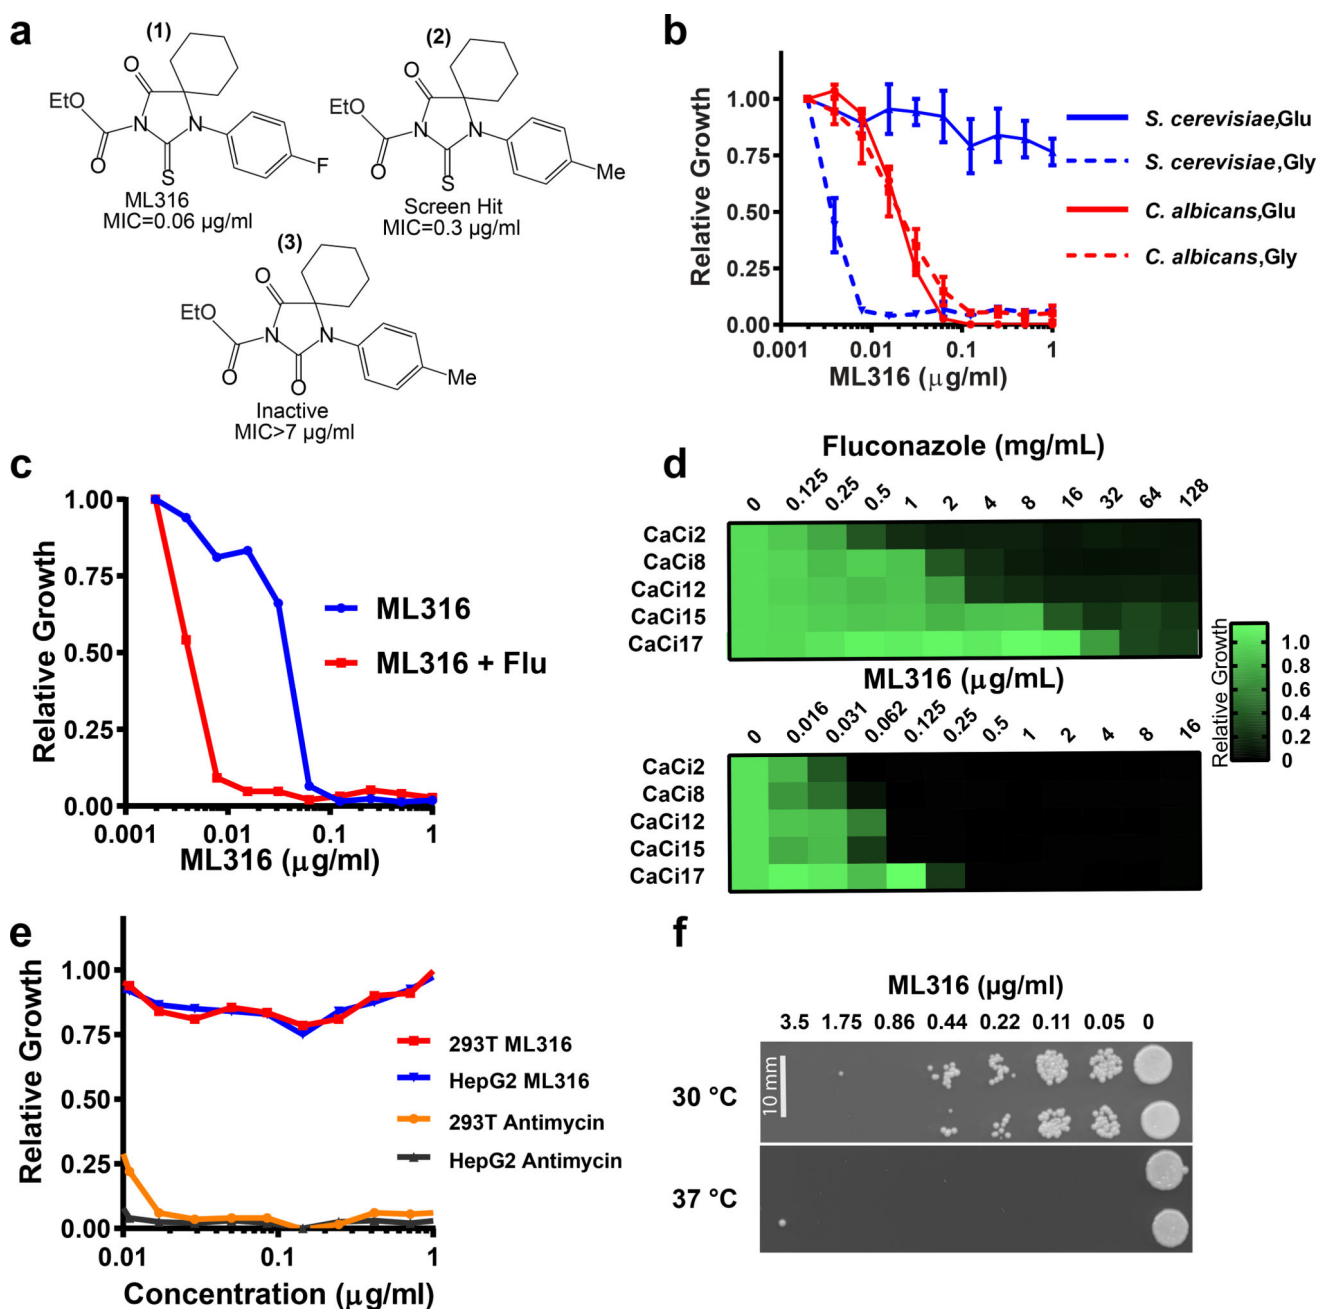 a
(1)
O
EtO
N
N
O
S
F
ML316
MIC=0.06 µg/ml
(2)
O
EtO
N
N
O
S
Me
Screen Hit
MIC=0.3 µg/ml
(3)
O
EtO
N
N
O
O
Me
Inactive
MIC>7 µg/ml
b
Relative Growth
1.00
0.75
0.50
0.25
0.00
0.001
0.01
0.1
1
ML316 (µg/ml)
S. cerevisiae,Glu
S. cerevisiae,Gly
C. albicans,Glu
C. albicans,Gly
c
Relative Growth
1.00
0.75
0.50
0.25
0.00
0.001
0.01
0.1
1
ML316 (µg/ml)
ML316
ML316 + Flu
d
Fluconazole (mg/mL)
0 0.125 0.25 0.5 1 2 4 8 16 32 64 128
CaCi2
CaCi8
CaCi12
CaCi15
CaCi17
ML316 (µg/mL)
0 0.016 0.031 0.062 0.125 0.25 0.5 1 2 4 8 16
CaCi2
CaCi8
CaCi12
CaCi15
CaCi17
Relative Growth
1.0
0.8
0.6
0.4
0.2
0
e
Relative Growth
1.00
0.75
0.50
0.25
0.00
0.01
0.1
1
Concentration (µg/ml)
293T ML316
HepG2 ML316
293T Antimycin
HepG2 Antimycin
f
ML316 (µg/ml)
3.5 1.75 0.86 0.44 0.22 0.11 0.05 0
30 °C
10 mm
37 °C